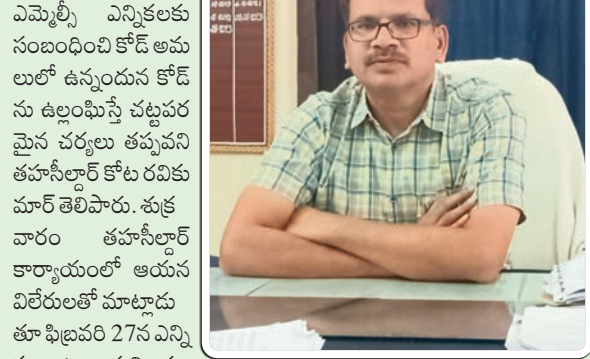 ఎమ్మెల్సీ ఎన్నికలకు
సంబంధించి కోడ్ అమ
లులో ఉన్నందున కోడ్
ను ఉల్లంఘిస్తే చట్టపర
మైన చర్యలు తప్పవని
తహసీల్దార్ కోట రవికు
మార్ తెలిపారు. శుక్ర
వారం తహసీల్దార్
కార్యాయంలో ఆయన
విలేరులతో మాట్లాడు
తూ ఫిబ్రవరి 27న ఎన్ని